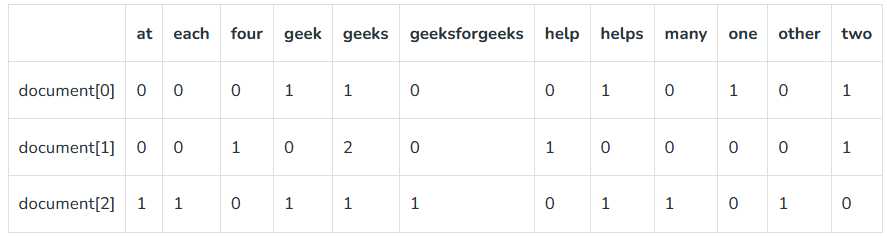 at each four geek geeks geeksforgeeks help helps many one other two
document[0] 0 0 0 1 1 0 0 1 0 1 0 1
document[1] 0 0 1 0 2 0 1 0 0 0 0 1
document[2] 1 1 0 1 1 1 0 1 1 0 1 0